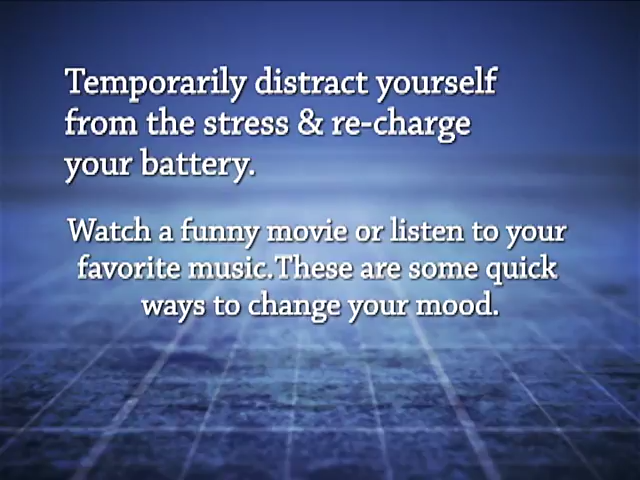 Temporarily distract yourself
from the stress & re-charge
your battery.
Watch a funny movie or listen to your
favorite music.These are some quick
ways to change your mood.